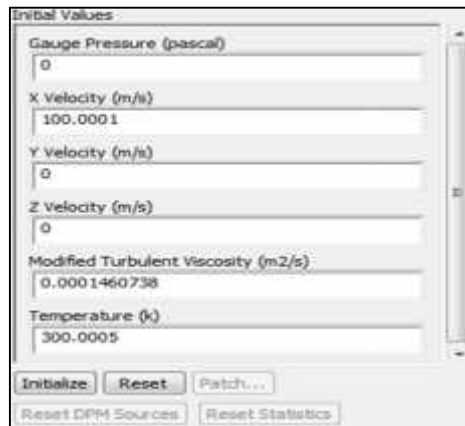 Initial Values
Gauge Pressure (pascal)
0
X Velocity (m/s)
100.0001
Y Velocity (m/s)
0
Z Velocity (m/s)
0
Modified Turbulent Viscosity (m2/s)
0.0001460738
Temperature (k)
300.0005
Initialize Reset Patch...
Reset DPM Sources Reset Statistics